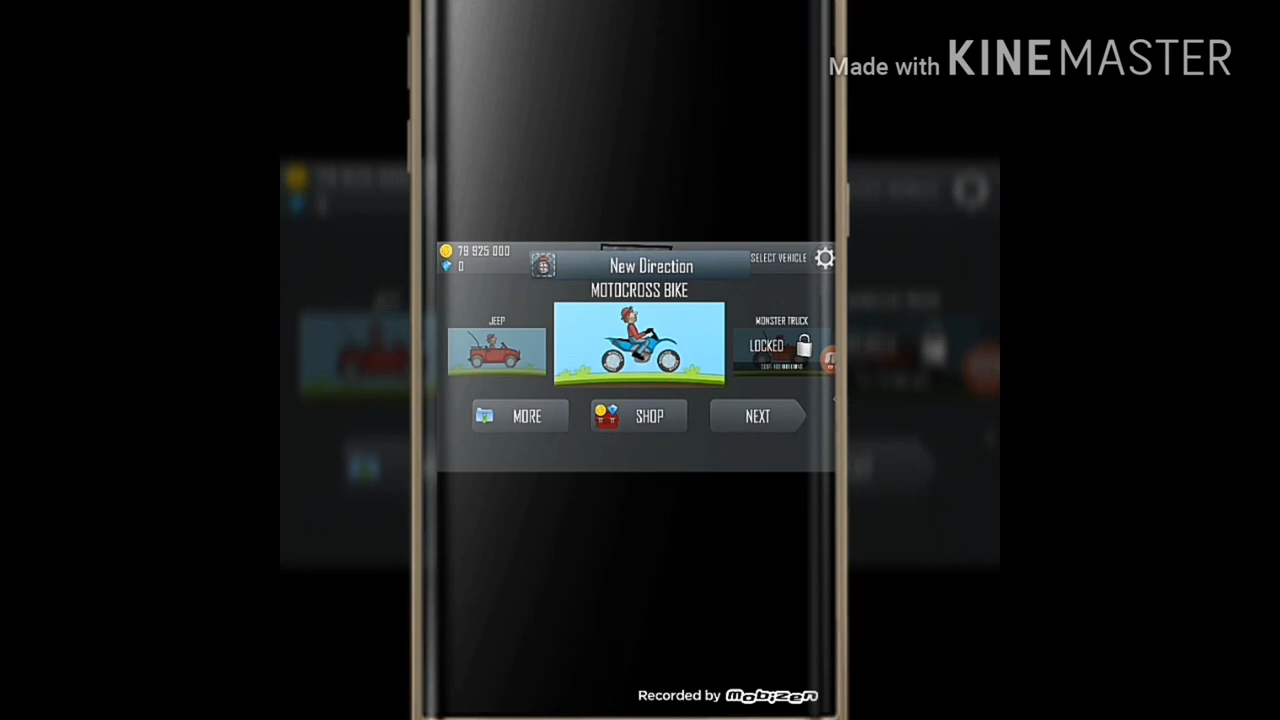 Made with KINEMASTER
79 925 000
0
New Direction
SELECT VEHICLE
MOTOCROSS BIKE
JEEP
MONSTER TRUCK
LOCKED
MORE
SHOP
NEXT
Recorded by Mobizen